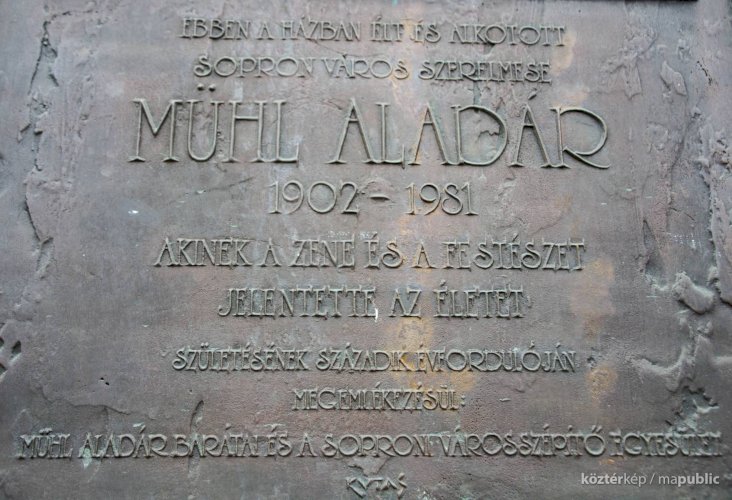 EBBEN A HÁZBAN ÉLT ÉS ALKOTOTT
SOPRON VÁROS SZERELMESE
MÜHL ALADÁR
1902 - 1981
AKINEK A ZENE ÉS A FESTÉSZET
JELENTETTE AZ ÉLETET
SZÜLETÉSÉNEK SZÁZADIK ÉVFORDULÓJÁN
MEGEMLÉKEZÉSÜL:
MÜHL ALADÁR BARÁTAI ÉS A SOPRONI VÁROSSZÉPÍTŐ EGYESÜLET
KUTAS
köztérkép / mapublic